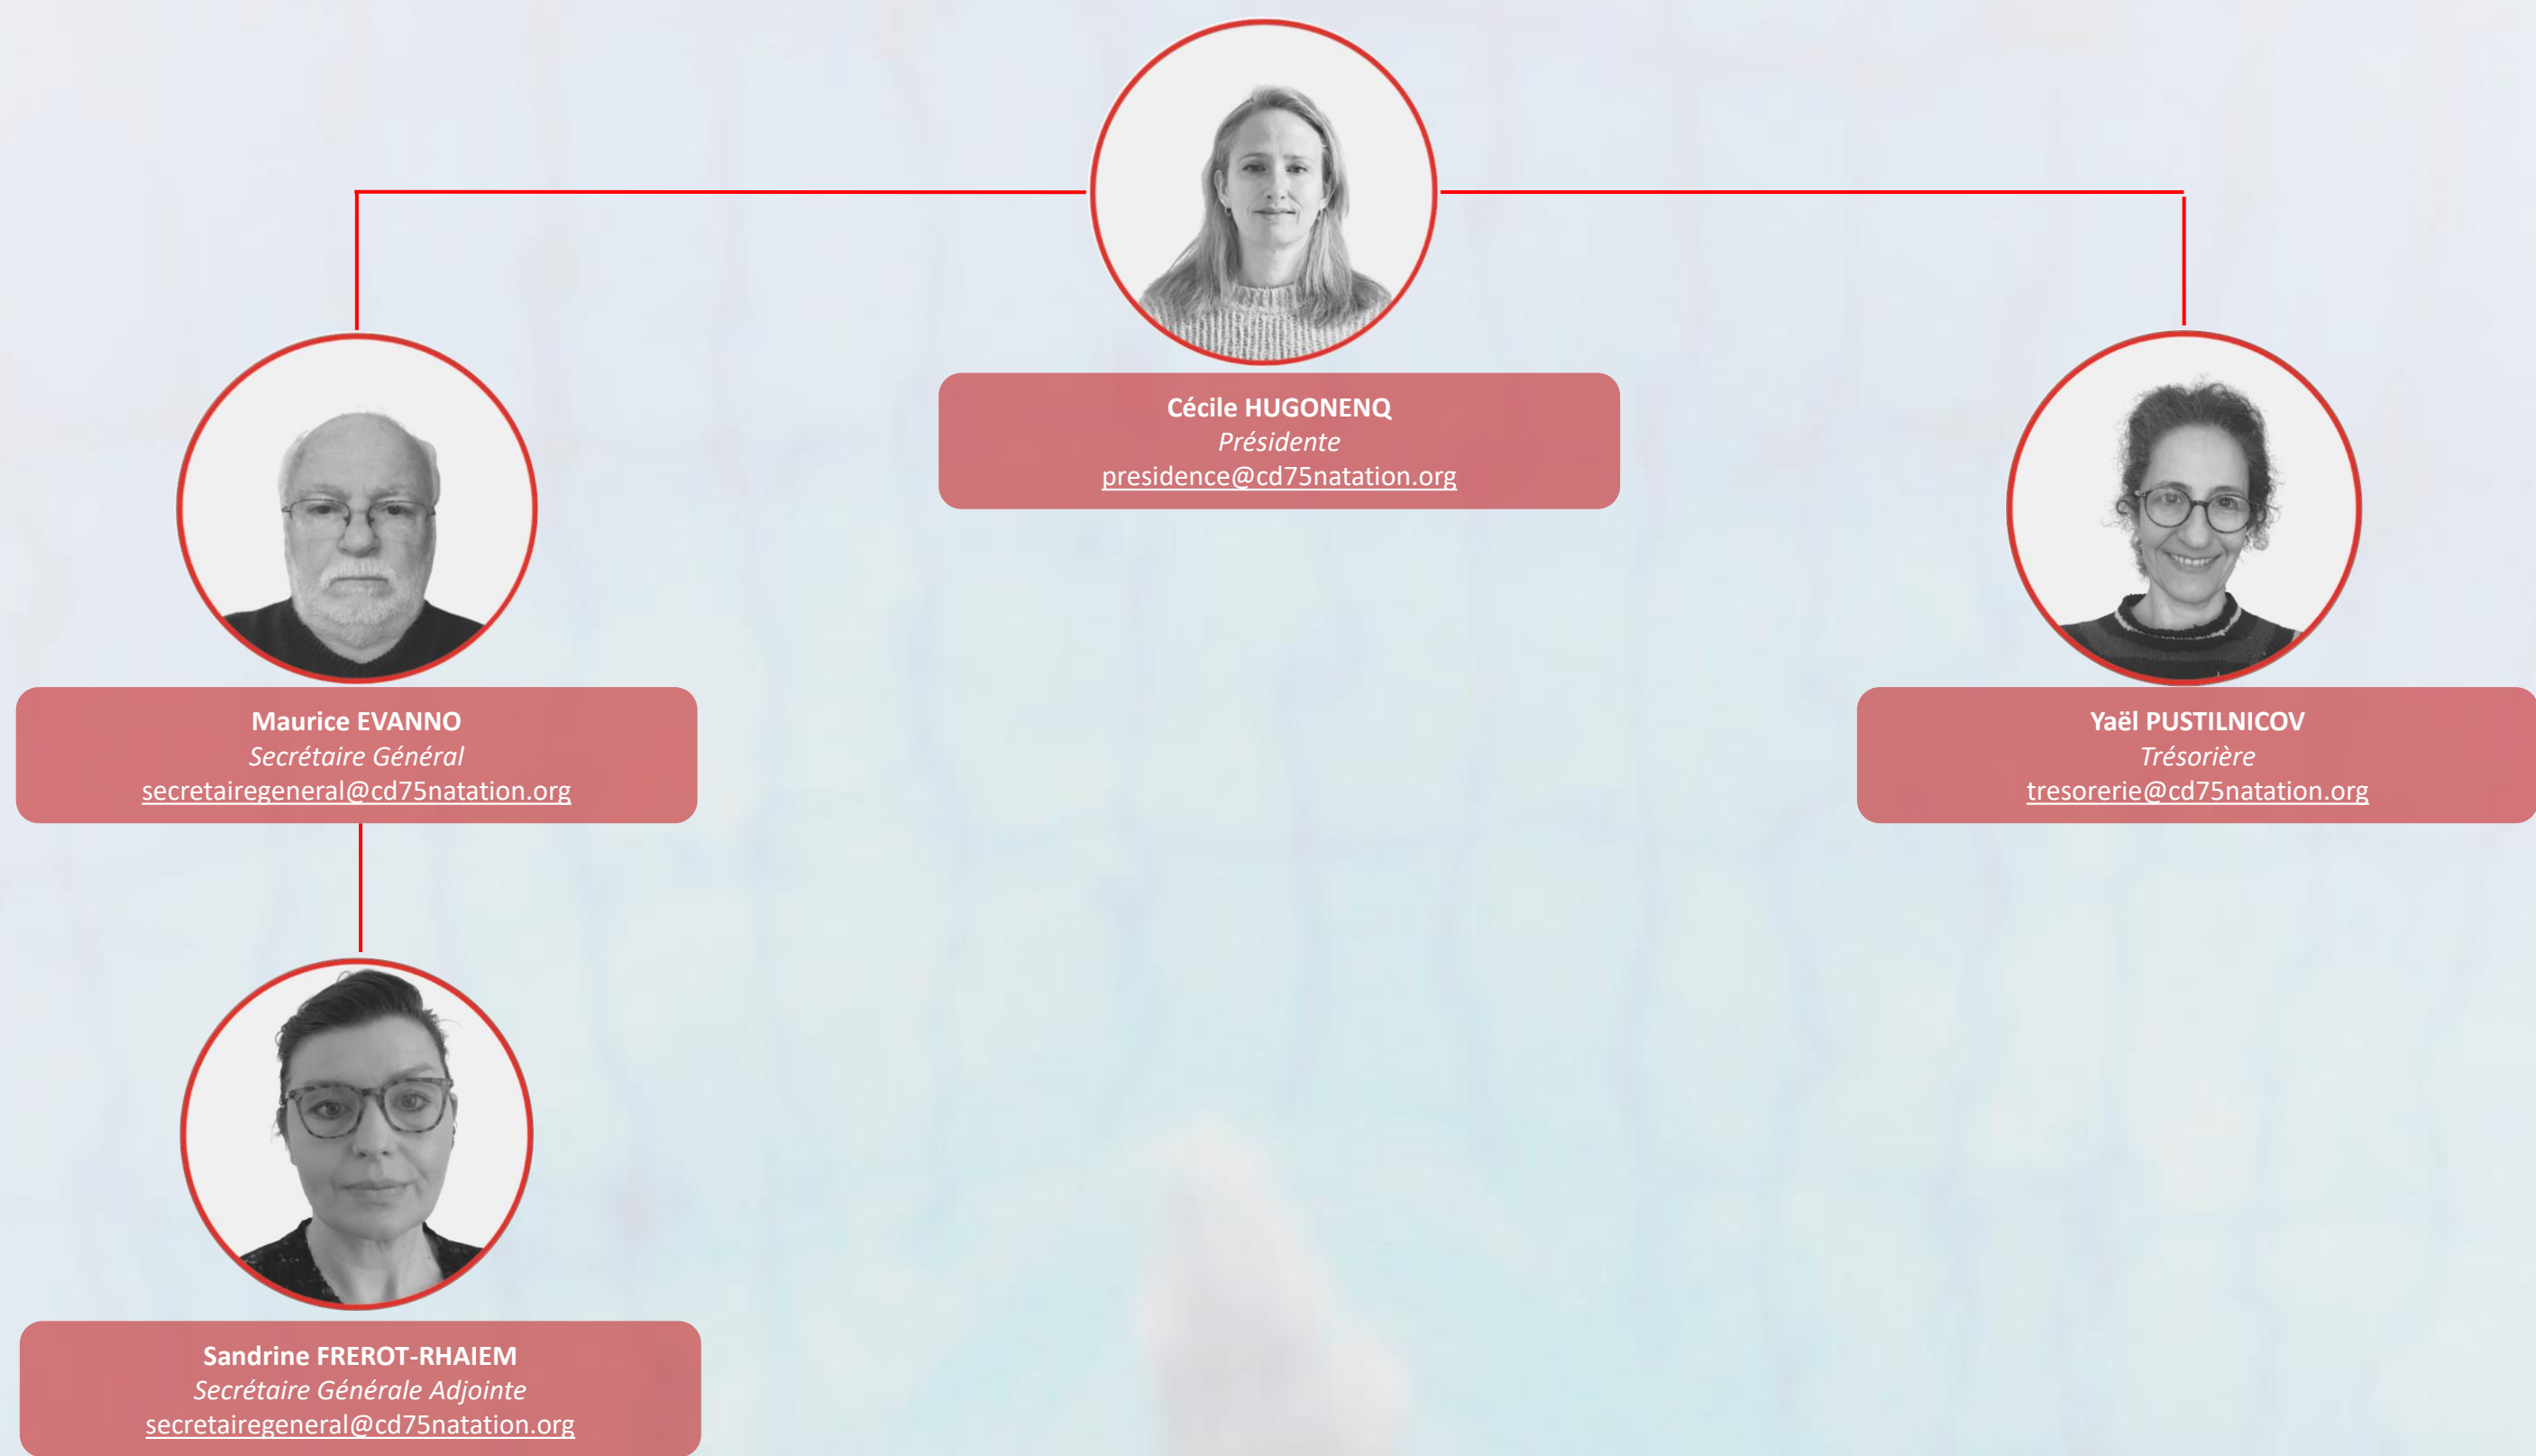 Cécile HUGONENQ
Présidente
presidence@cd75natation.org
Maurice EVANNO
Secrétaire Général
secretairegeneral@cd75natation.org
Yaël PUSTILNICOV
Trésorière
tresorerie@cd75natation.org
Sandrine FREROT-RHAIEM
Secrétaire Générale Adjointe
secretairegeneral@cd75natation.org